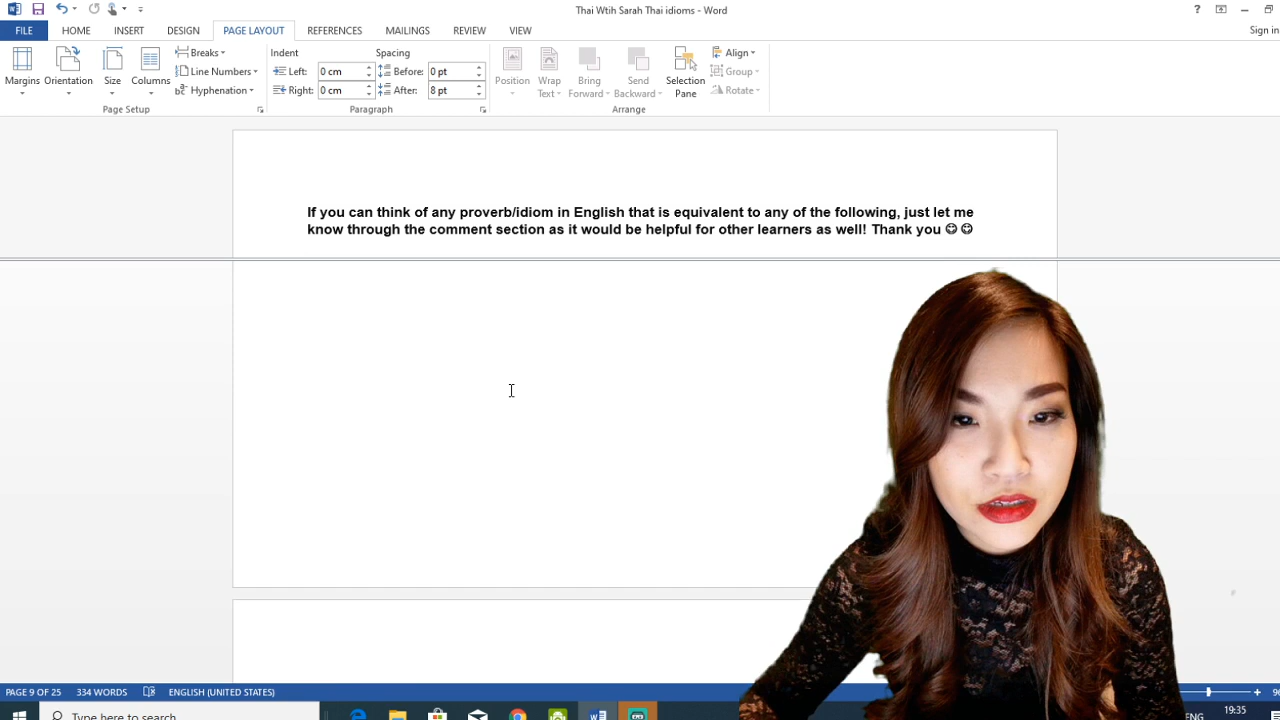 Thai Wtih Sarah Thai idioms - Word
?
Sign in
FILE HOME INSERT DESIGN PAGE LAYOUT REFERENCES MAILINGS REVIEW VIEW
Margins
Orientation
Size
Columns
Breaks
Line Numbers
Hyphenation
Page Setup
Indent
Left: 0 cm
Right: 0 cm
Spacing
Before: 0 pt
After: 8 pt
Paragraph
Position
Wrap
Text
Bring
Forward
Send
Backward
Selection
Pane
Align
Group
Rotate
Arrange
If you can think of any proverb/idiom in English that is equivalent to any of the following, just let me
know through the comment section as it would be helpful for other learners as well! Thank you 😊 😊
PAGE 9 OF 25 334 WORDS ENGLISH (UNITED STATES)
Type here to search
ENG
19:35